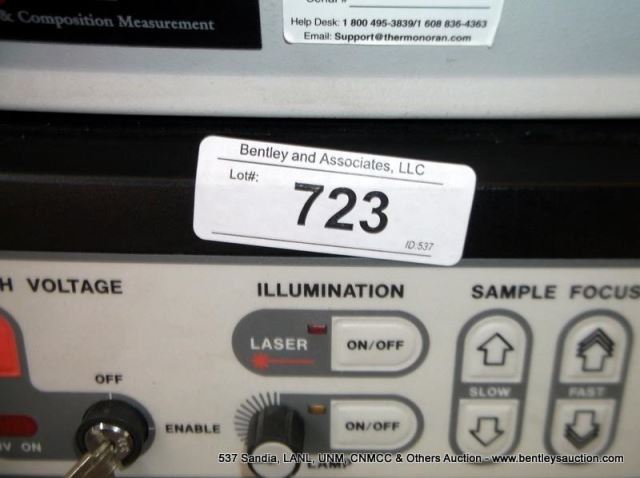 & Composition Measurement
Help Desk: 1 800 495-3839/1 608 836-4363
Email: Support@thermonoran.com
Bentley and Associates, LLC
Lot#:
723
ID:537
H VOLTAGE
ILLUMINATION
SAMPLE FOCUS
LASER
ON/OFF
OFF
SLOW
FAST
ENABLE
ON/OFF
V ON
LAMP
537 Sandia, LANL, UNM, CNMCC & Others Auction - www.bentleysauction.com